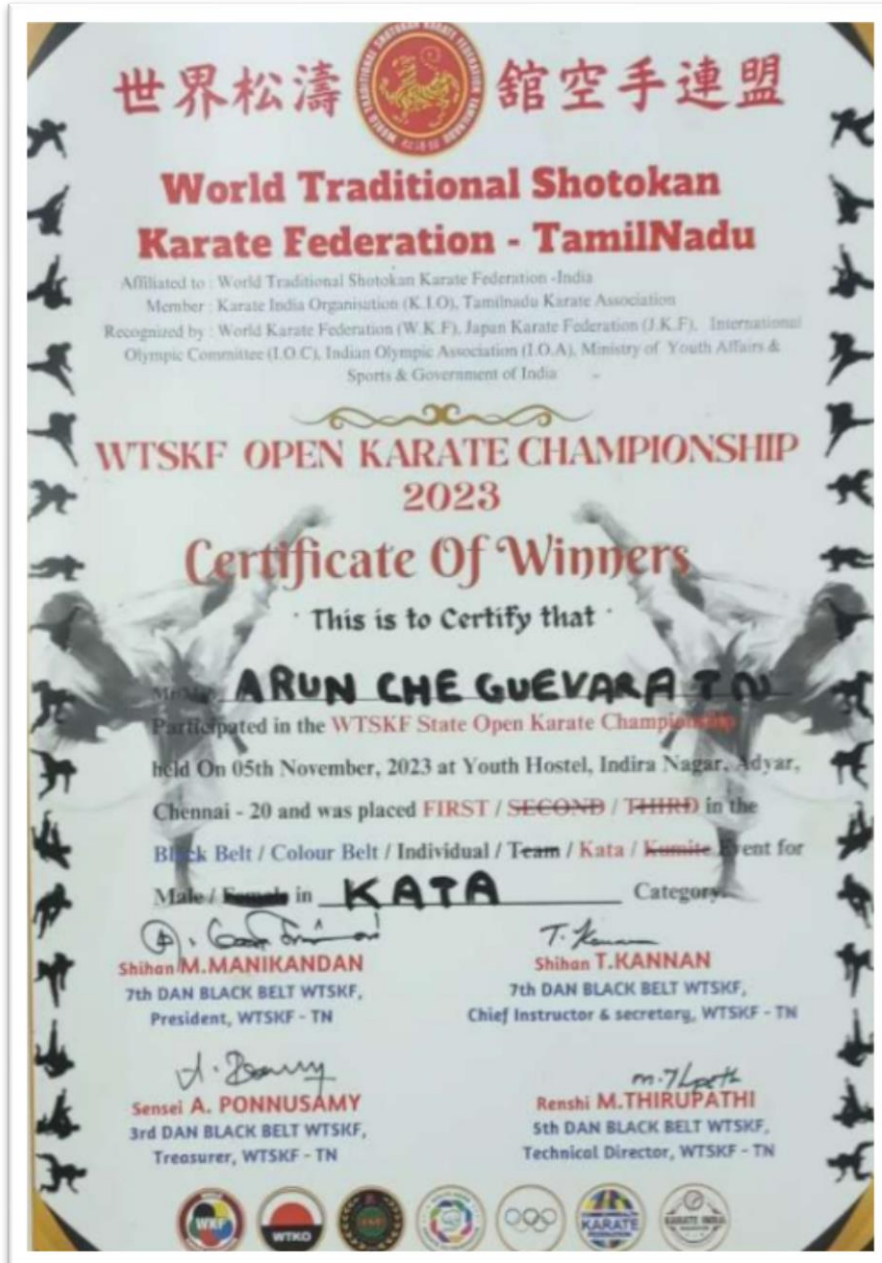 世界松濤舘空手連盟
World Traditional Shotokan
Karate Federation - TamilNadu
Affiliated to : World Traditional Shotokan Karate Federation -India
Member : Karate India Organisation (K.I.O), Tamilnadu Karate Association
Recognized by : World Karate Federation (W.K.F), Japan Karate Federation (J.K.F), International
Olympic Committee (I.O.C), Indian Olympic Association (I.O.A), Ministry of Youth Affairs &
Sports & Government of India
WTSKF OPEN KARATE CHAMPIONSHIP
2023
Certificate Of Winners
This is to Certify that
ARUN CHE GUEVARA T N
Participated in the WTSKF State Open Karate Championship
held On 05th November, 2023 at Youth Hostel, Indira Nagar, Adyar,
Chennai - 20 and was placed FIRST / SECOND / THIRD in the
Black Belt / Colour Belt / Individual / Team / Kata / Kumite Event for
Male / Female in KATA Category.
Shihan M.MANIKANDAN
7th DAN BLACK BELT WTSKF,
President, WTSKF - TN
T. Kannan
Shihan T.KANNAN
7th DAN BLACK BELT WTSKF,
Chief Instructor & secretary, WTSKF - TN
Sensei A. PONNUSAMY
3rd DAN BLACK BELT WTSKF,
Treasurer, WTSKF - TN
Renshi M.THIRUPATHI
5th DAN BLACK BELT WTSKF,
Technical Director, WTSKF - TN
WKF
WTKO
KARATE
KARATE INDIA